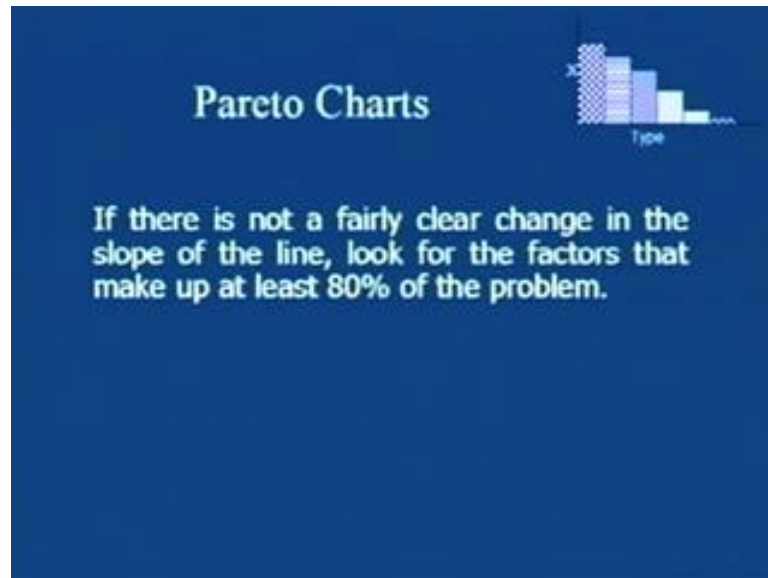 Pareto Charts
X
Type
If there is not a fairly clear change in the
slope of the line, look for the factors that
make up at least 80% of the problem.